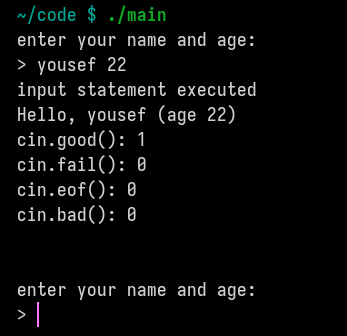 ~/code $ ./main
enter your name and age:
> yousef 22
input statement executed
Hello, yousef (age 22)
cin.good(): 1
cin.fail(): 0
cin.eof(): 0
cin.bad(): 0
enter your name and age:
>